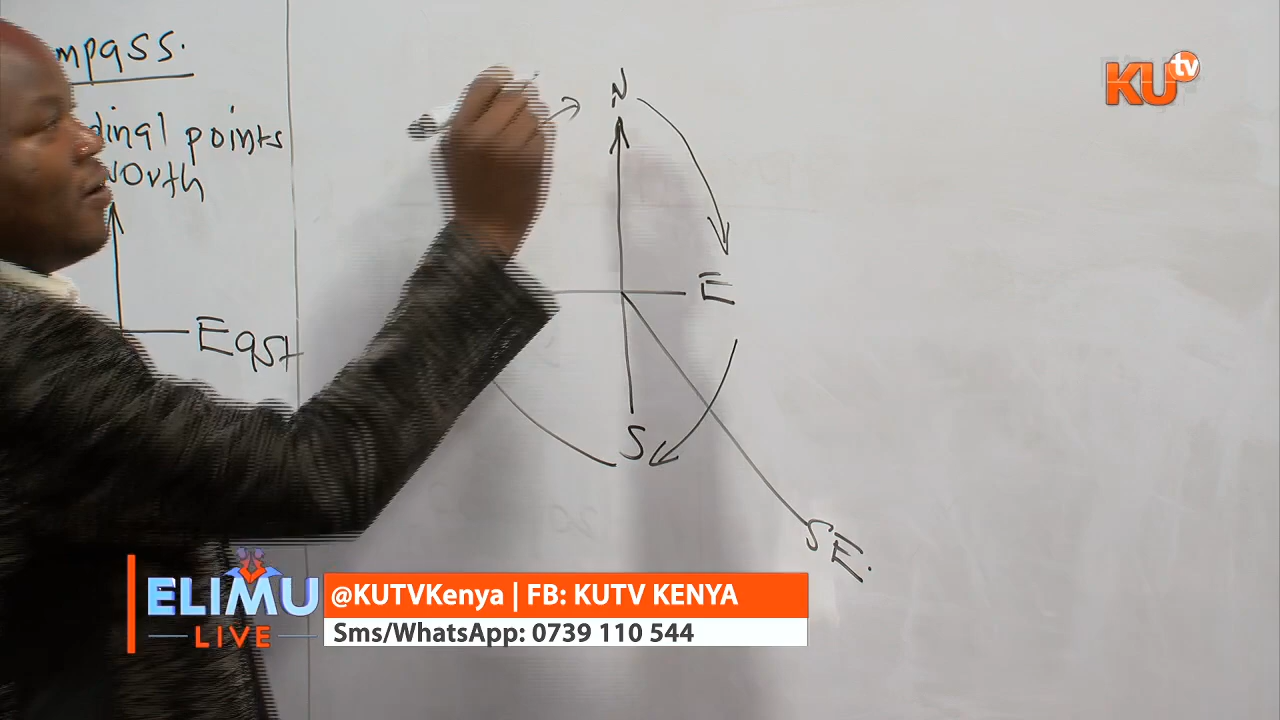 mpass.
dinal points
North
East
N
E
S
SE.
KU tv
ELIMU
LIVE
@KUTVKenya | FB: KUTV KENYA
Sms/WhatsApp: 0739 110 544